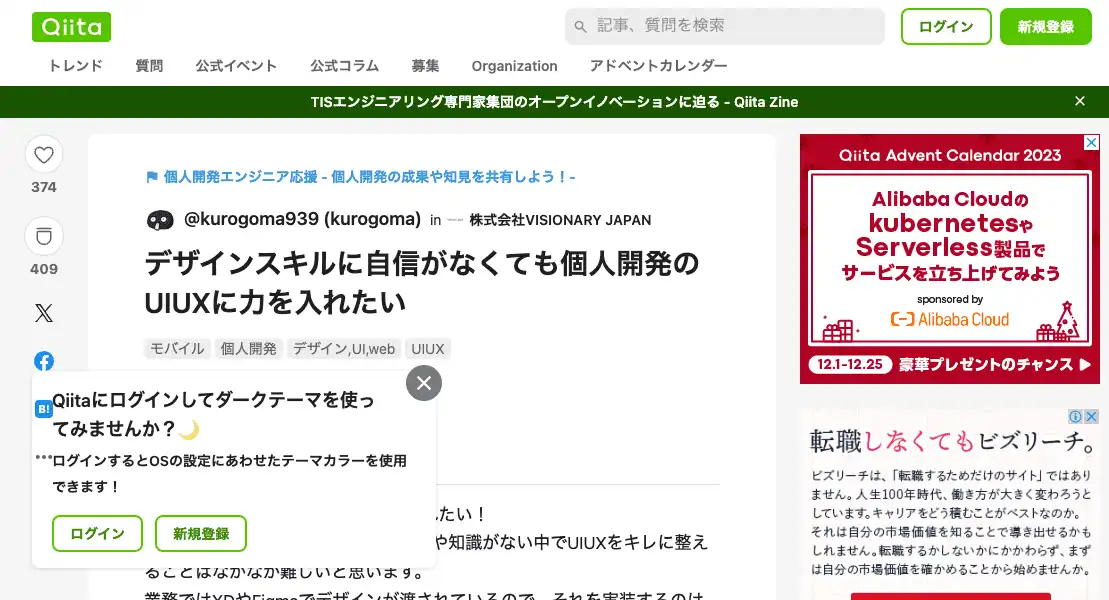 Qiita
記事、質問を検索
ログイン
新規登録
トレンド
質問
公式イベント
公式コラム
募集
Organization
アドベントカレンダー
TISエンジニアリング専門家集団のオープンイノベーションに迫る - Qiita Zine
374
409
個人開発エンジニア応援 - 個人開発の成果や知見を共有しよう！-
@kurogoma939 (kurogoma) in 株式会社VISIONARY JAPAN
デザインスキルに自信がなくても個人開発の
UIUXに力を入れたい
モバイル
個人開発
デザイン,UI,web
UIUX
B!
Qiitaにログインしてダークテーマを使っ
てみませんか？🌙
ログインするとOSの設定にあわせたテーマカラーを使用
できます！
ログイン
新規登録
たい！
や知識がない中でUIUXをキレに整え
ることはなかなか難しいと思います。
業務ではXDやFigmaでデザインが渡されているので、それを実装するのは
Qiita Advent Calendar 2023
Alibaba Cloudの
kubernetesや
Serverless製品で
サービスを立ち上げてみよう
sponsored by
Alibaba Cloud
12.1-12.25
豪華プレゼントのチャンス
転職しなくてもビズリーチ。
ビズリーチは、「転職するためだけのサイト」ではあり
ません。人生100年時代、働き方が大きく変わろうと
しています。キャリアをどう積むことがベストなのか。
それは自分の市場価値を知ることで導き出せるかも
しれません。転職するかしないかにかかわらず、まず
は自分の市場価値を確かめることから始めませんか。